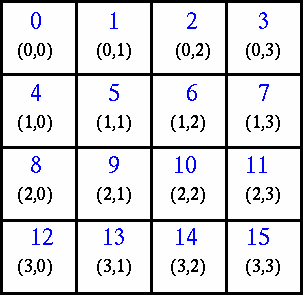 0 1 2 3
(0,0) (0,1) (0,2) (0,3)
4 5 6 7
(1,0) (1,1) (1,2) (1,3)
8 9 10 11
(2,0) (2,1) (2,2) (2,3)
12 13 14 15
(3,0) (3,1) (3,2) (3,3)